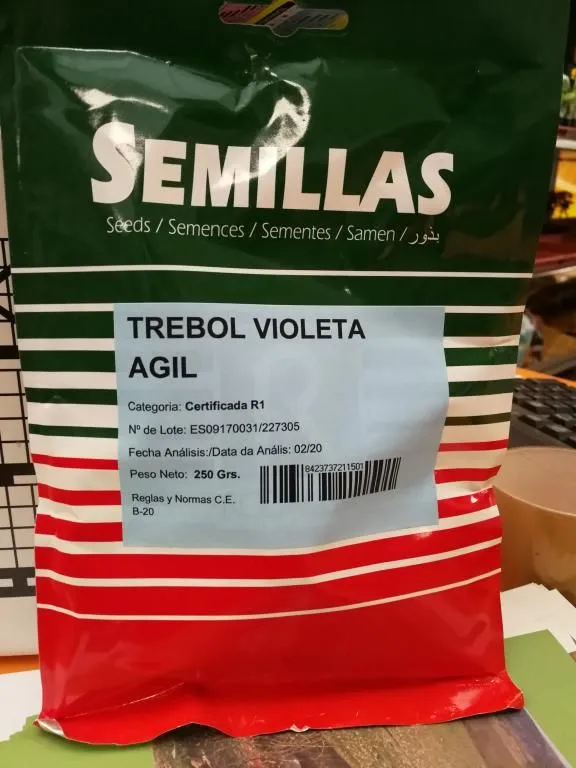 SEMILLAS
Seeds / Semences / Sementes / Samen / بذور
TREBOL VIOLETA
AGIL
Categoria: Certificada R1
Nº de Lote: ES09170031/227305
Fecha Análisis:/Data da Anális: 02/20
Peso Neto: 250 Grs.
8423737211501
Reglas y Normas C.E.
B-20